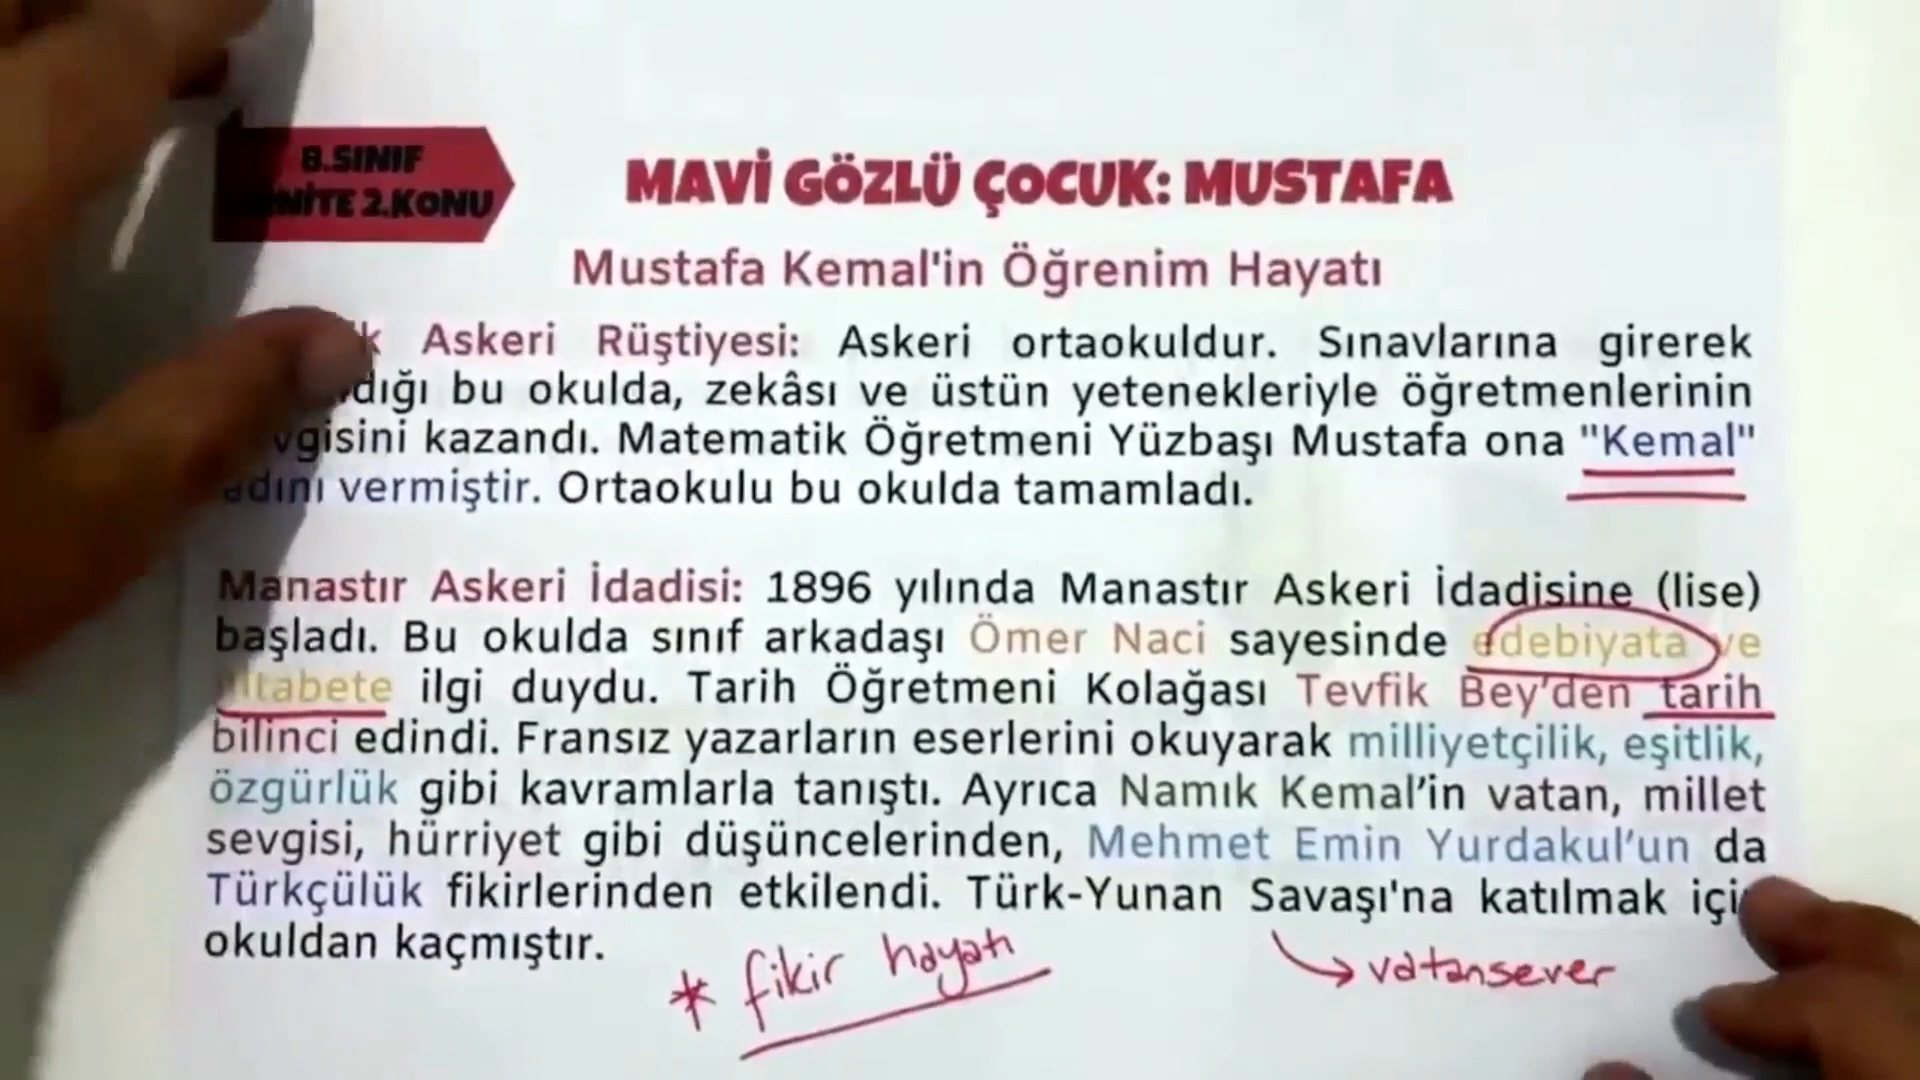 8.SINIF
2.KONU
MAVİ GÖZLÜ ÇOCUK: MUSTAFA
Mustafa Kemal'in Öğrenim Hayatı
Askeri Rüştiyesi: Askeri ortaokuldur. Sınavlarına girerek
bu okulda, zekâsı ve üstün yetenekleriyle öğretmenlerinin
kazandı. Matematik Öğretmeni Yüzbaşı Mustafa ona "Kemal"
adını vermiştir. Ortaokulu bu okulda tamamladı.
Manastır Askeri İdadisi: 1896 yılında Manastır Askeri İdadisine (lise)
başladı. Bu okulda sınıf arkadaşı Ömer Naci sayesinde edebiyata ve
ilgi duydu. Tarih Öğretmeni Kolağası Tevfik Bey’den tarih
bilinci edindi. Fransız yazarların eserlerini okuyarak milliyetçilik, eşitlik,
özgürlük gibi kavramlarla tanıştı. Ayrıca Namık Kemal’in vatan, millet
sevgisi, hürriyet gibi düşüncelerinden, Mehmet Emin Yurdakul’un da
Türkçülük fikirlerinden etkilendi. Türk-Yunan Savaşı'na katılmak
okuldan kaçmıştır.
* fikir hayatı
vatansever